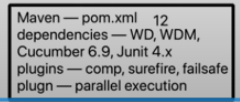 Maven — pom.xml 12
dependencies — WD, WDM,
Cucumber 6.9, Junit 4.x
plugins — comp, surefire, failsafe
plugn — parallel execution